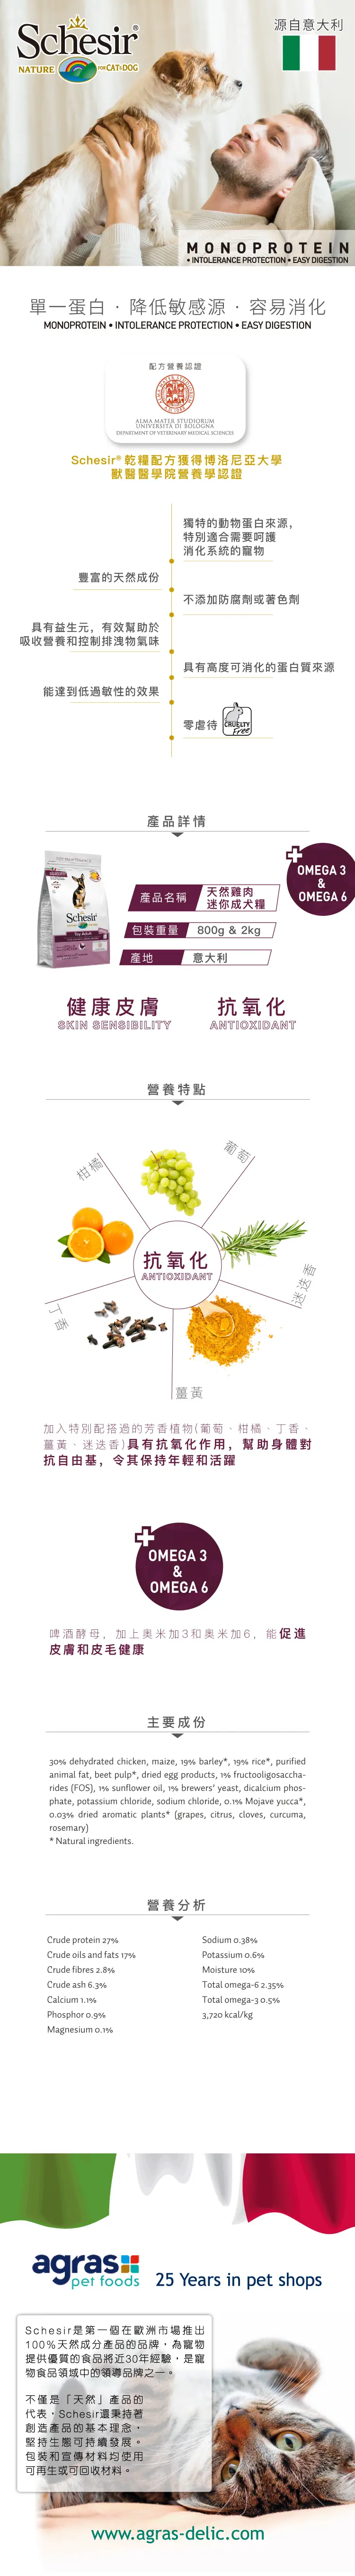 源自意大利
Schesir®
NATURE FOR CAT&DOG
MONOPROTEIN
• INTOLERANCE PROTECTION • EASY DIGESTION
單一蛋白 · 降低敏感源 · 容易消化
MONOPROTEIN • INTOLERANCE PROTECTION • EASY DIGESTION
配方營養認證
ALMA MATER STUDIORUM
UNIVERSITÀ DI BOLOGNA
DEPARTMENT OF VETERINARY MEDICAL SCIENCES
Schesir® 乾糧配方獲得博洛尼亞大學
獸醫醫學院營養學認證
獨特的動物蛋白來源，
特別適合需要呵護
消化系統的寵物
豐富的天然成份
不添加防腐劑或著色劑
具有益生元，有效幫助於
吸收營養和控制排洩物氣味
具有高度可消化的蛋白質來源
能達到低過敏性的效果
零虐待
CRUELTY
Free
產品詳情
OMEGA 3
&
OMEGA 6
Schesir
Toy Adult
產品名稱
天然雞肉
迷你成犬糧
包裝重量
800g & 2kg
產地
意大利
健康皮膚
SKIN SENSIBILITY
抗氧化
ANTIOXIDANT
營養特點
葡萄
柑橘
抗氧化
ANTIOXIDANT
迷迭香
丁香
薑黃
加入特別配搭過的芳香植物(葡萄、柑橘、丁香、
薑黃、迷迭香)具有抗氧化作用，幫助身體對
抗自由基，令其保持年輕和活躍
OMEGA 3
&
OMEGA 6
啤酒酵母，加上奧米加3和奧米加6，能促進
皮膚和皮毛健康
主要成份
30% dehydrated chicken, maize, 19% barley*, 19% rice*, purified
animal fat, beet pulp*, dried egg products, 1% fructooligosaccha-
rides (FOS), 1% sunflower oil, 1% brewers' yeast, dicalcium phos-
phate, potassium chloride, sodium chloride, 0.1% Mojave yucca*,
0.03% dried aromatic plants* (grapes, citrus, cloves, curcuma,
rosemary)
* Natural ingredients.
營養分析
Crude protein 27%
Crude oils and fats 17%
Crude fibres 2.8%
Crude ash 6.3%
Calcium 1.1%
Phosphor 0.9%
Magnesium 0.1%
Sodium 0.38%
Potassium 0.6%
Moisture 10%
Total omega-6 2.35%
Total omega-3 0.5%
3,720 kcal/kg
agras
pet foods
25 Years in pet shops
Schesir是第一個在歐洲市場推出
100%天然成分產品的品牌，為寵物
提供優質的食品將近30年經驗，是寵
物食品領域中的領導品牌之一。
不僅是「天然」產品的
代表，Schesir還秉持著
創造產品的基本理念，
堅持生態可持續發展。
包裝和宣傳材料均使用
可再生或可回收材料。
www.agras-delic.com